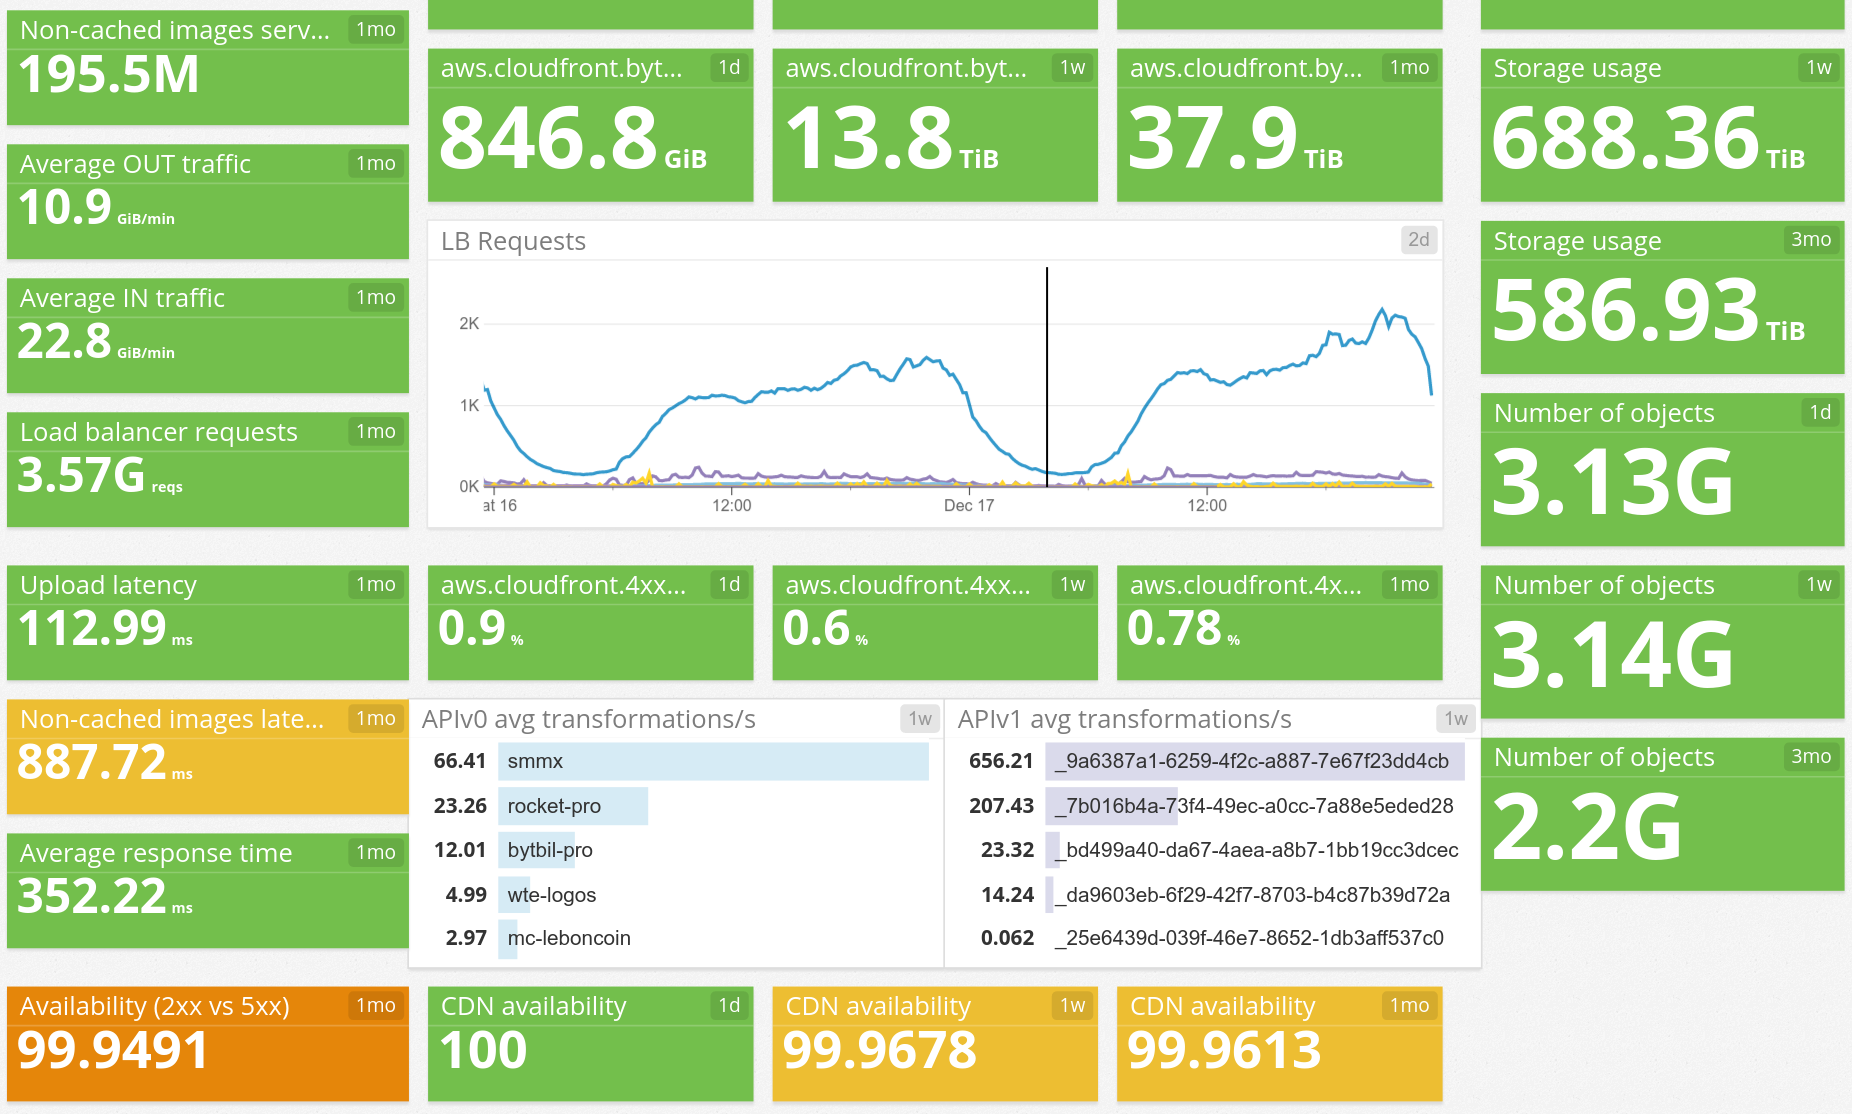 Non-cached images serv... 1mo
195.5M
Average OUT traffic 1mo
10.9 GiB/min
Average IN traffic 1mo
22.8 GiB/min
Load balancer requests 1mo
3.57G reqs
aws.cloudfront.byt... 1d
846.8 GiB
aws.cloudfront.byt... 1w
13.8 TiB
aws.cloudfront.by... 1mo
37.9 TiB
Storage usage 1w
688.36 TiB
LB Requests 2d
2K
1K
0K
at 16 12:00 Dec 17 12:00
Storage usage 3mo
586.93 TiB
Number of objects 1d
3.13G
Upload latency 1mo
112.99 ms
aws.cloudfront.4xx... 1d
0.9 %
aws.cloudfront.4xx... 1w
0.6 %
aws.cloudfront.4x... 1mo
0.78 %
Number of objects 1w
3.14G
Non-cached images late... 1mo
887.72 ms
Average response time 1mo
352.22 ms
APIv0 avg transformations/s 1w
66.41 smmx
23.26 rocket-pro
12.01 bytbil-pro
4.99 wte-logos
2.97 mc-leboncoin
APIv1 avg transformations/s 1w
656.21 _9a6387a1-6259-4f2c-a887-7e67f23dd4cb
207.43 _7b016b4a-73f4-49ec-a0cc-7a88e5eded28
23.32 _bd499a40-da67-4aea-a8b7-1bb19cc3dcec
14.24 _da9603eb-6f29-42f7-8703-b4c87b39d72a
0.062 _25e6439d-039f-46e7-8652-1db3aff537c0
Number of objects 3mo
2.2G
Availability (2xx vs 5xx) 1mo
99.9491
CDN availability 1d
100
CDN availability 1w
99.9678
CDN availability 1mo
99.9613